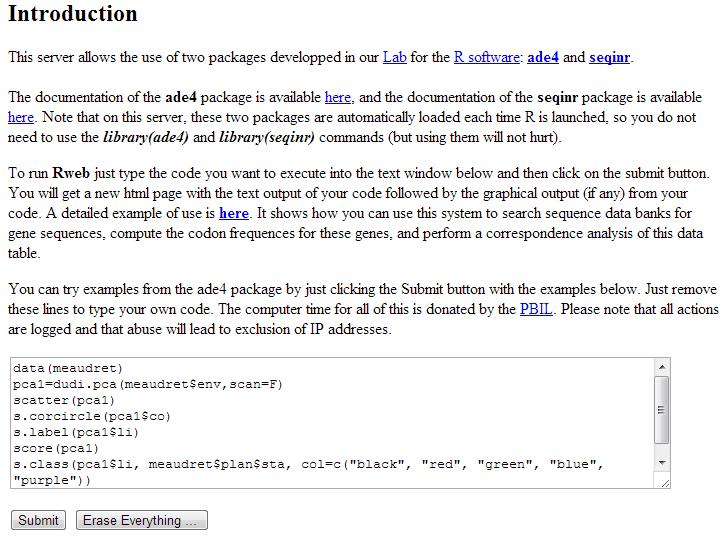 Introduction
This server allows the use of two packages developped in our Lab for the R software: ade4 and seqinr.
The documentation of the ade4 package is available here, and the documentation of the seqinr package is available
here. Note that on this server, these two packages are automatically loaded each time R is launched, so you do not
need to use the library(ade4) and library(seqinr) commands (but using them will not hurt).
To run Rweb just type the code you want to execute into the text window below and then click on the submit button.
You will get a new html page with the text output of your code followed by the graphical output (if any) from your
code. A detailed example of use is here. It shows how you can use this system to search sequence data banks for
gene sequences, compute the codon frequences for these genes, and perform a correspondence analysis of this data
table.
You can try examples from the ade4 package by just clicking the Submit button with the examples below. Just remove
these lines to type your own code. The computer time for all of this is donated by the PBIL. Please note that all actions
are logged and that abuse will lead to exclusion of IP addresses.
data(meaudret)
pca1=dudi.pca(meaudret$env,scan=F)
scatter(pca1)
s.corcircle(pca1$co)
s.label(pca1$li)
score(pca1)
s.class(pca1$li, meaudret$plan$sta, col=c("black", "red", "green", "blue",
"purple"))
Submit Erase Everything ...